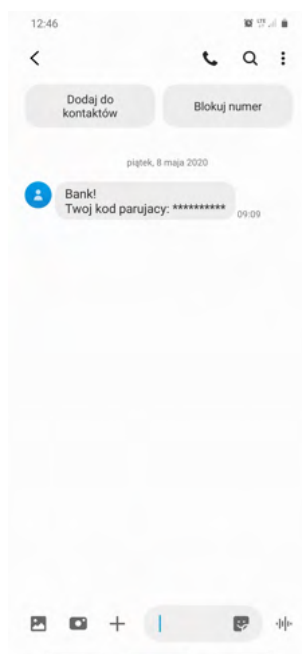 12:46
Dodaj do
kontaktów
Blokuj numer
piątek, 8 maja 2020
Bank!
Twoj kod parujacy: **********
09:09